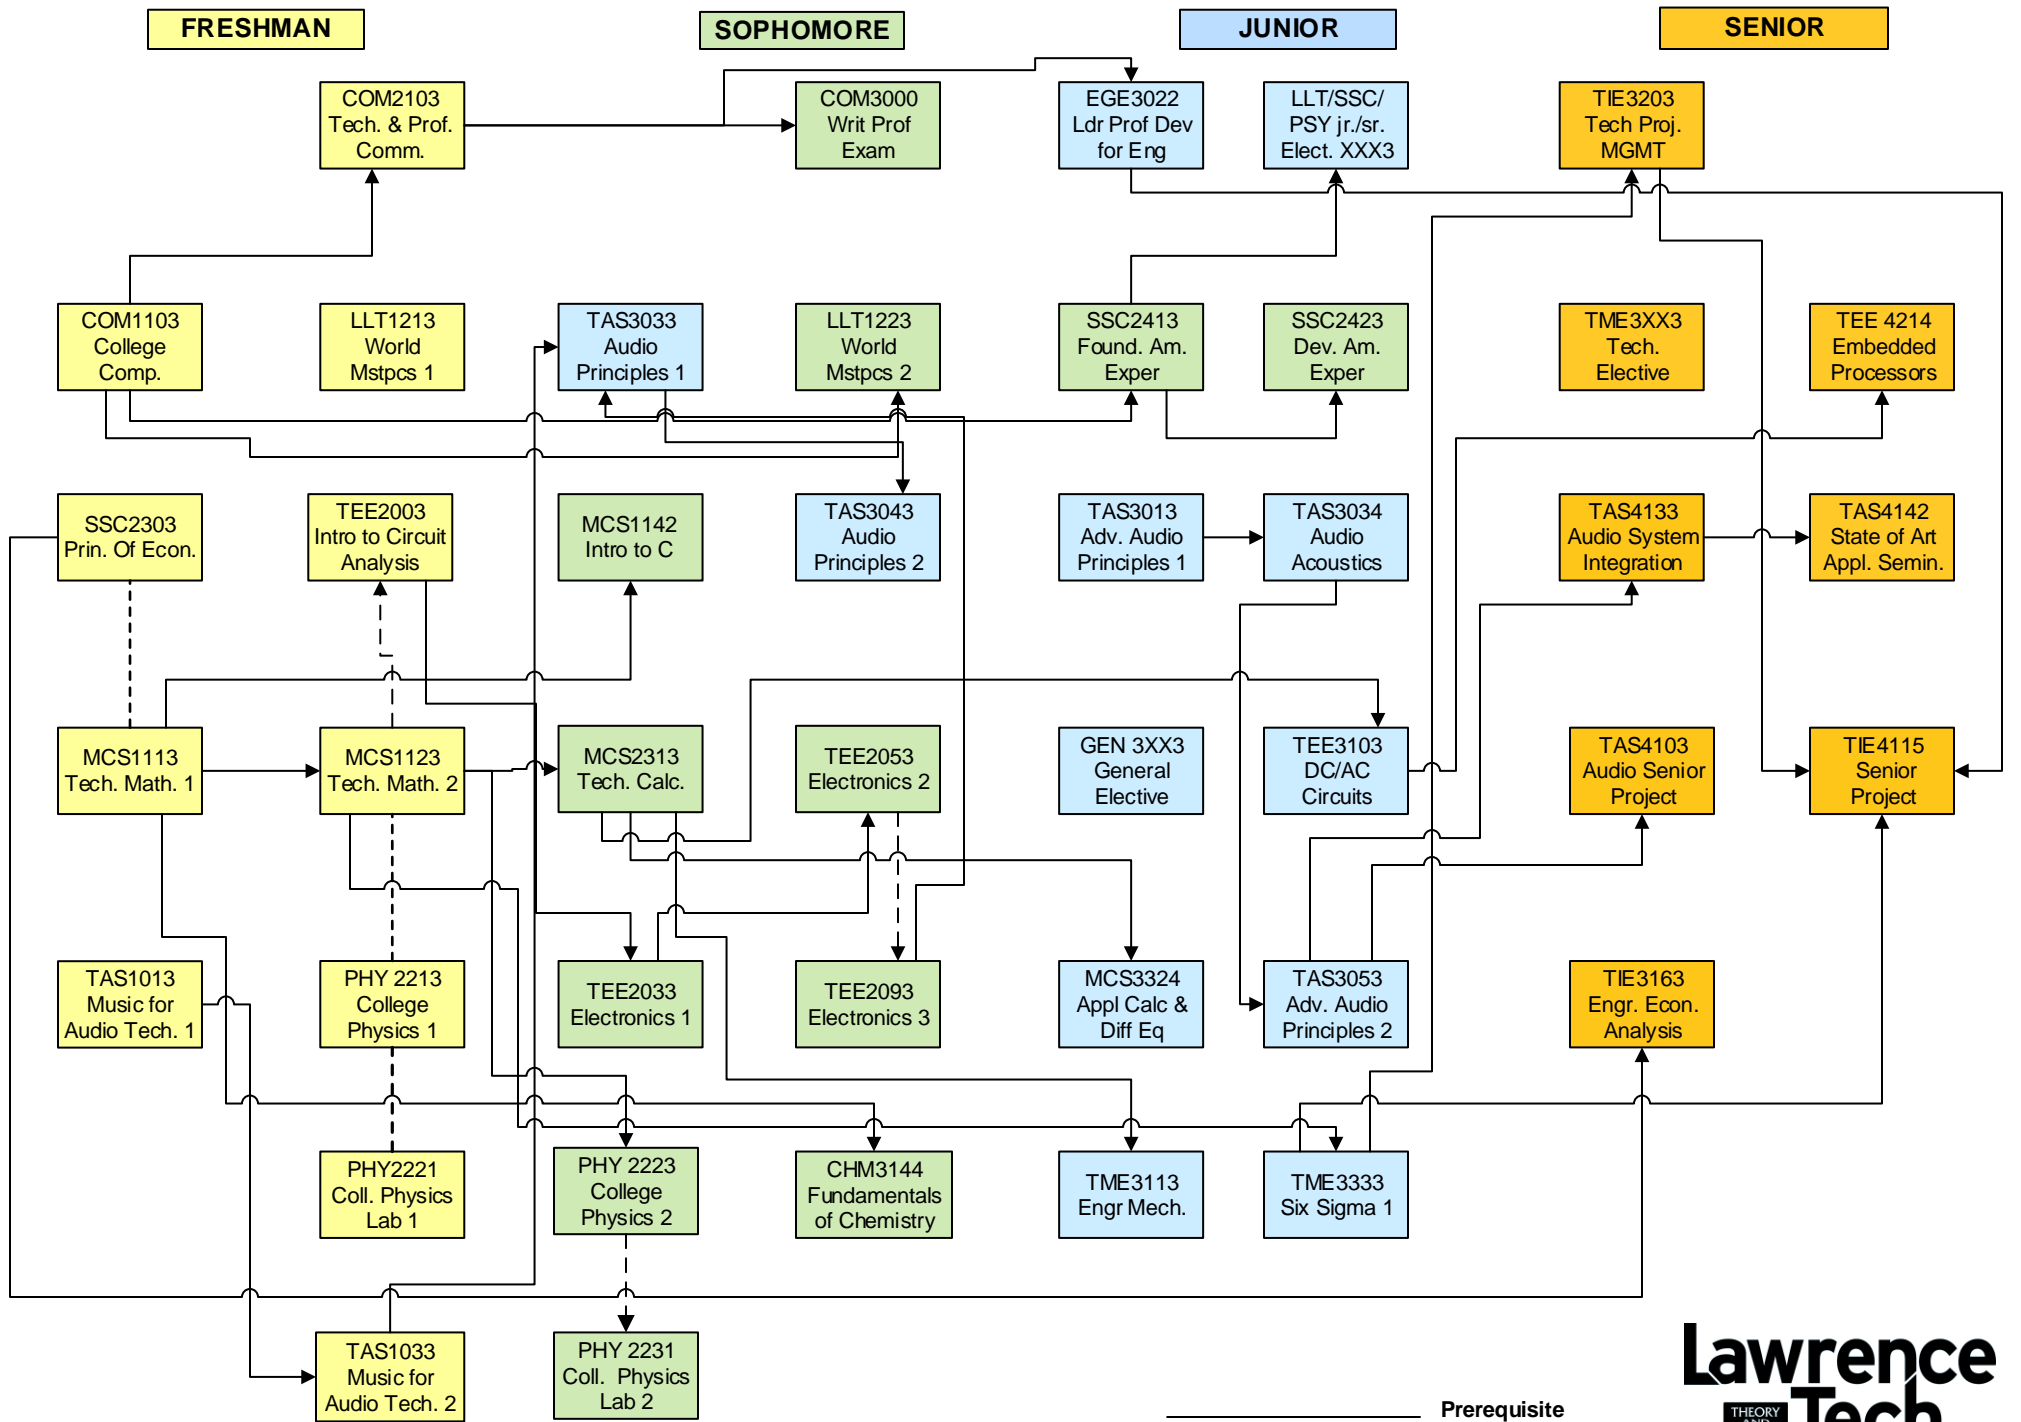 FRESHMAN
SOPHOMORE
JUNIOR
SENIOR
COM2103
Tech. & Prof.
Comm.
COM3000
Writ Prof
Exam
EGE3022
Ldr Prof Dev
for Eng
LLT/SSC/
PSY jr./sr.
Elect. XXX3
TIE3203
Tech Proj.
MGMT
COM1103
College
Comp.
LLT1213
World
Mstpcs 1
TAS3033
Audio
Principles 1
LLT1223
World
Mstpcs 2
SSC2413
Found. Am.
Exper
SSC2423
Dev. Am.
Exper
TME3XX3
Tech.
Elective
TEE 4214
Embedded
Processors
SSC2303
Prin. Of Econ.
TEE2003
Intro to Circuit
Analysis
MCS1142
Intro to C
TAS3043
Audio
Principles 2
TAS3013
Adv. Audio
Principles 1
TAS3034
Audio
Acoustics
TAS4133
Audio System
Integration
TAS4142
State of Art
Appl. Semin.
MCS1113
Tech. Math. 1
MCS1123
Tech. Math. 2
MCS2313
Tech. Calc.
TEE2053
Electronics 2
GEN 3XX3
General
Elective
TEE3103
DC/AC
Circuits
TAS4103
Audio Senior
Project
TIE4115
Senior
Project
TAS1013
Music for
Audio Tech. 1
PHY 2213
College
Physics 1
TEE2033
Electronics 1
TEE2093
Electronics 3
MCS3324
Appl Calc &
Diff Eq
TAS3053
Adv. Audio
Principles 2
TIE3163
Engr. Econ.
Analysis
PHY2221
Coll. Physics
Lab 1
PHY 2223
College
Physics 2
CHM3144
Fundamentals
of Chemistry
TME3113
Engr Mech.
TME3333
Six Sigma 1
TAS1033
Music for
Audio Tech. 2
PHY 2231
Coll. Physics
Lab 2
Prerequisite
Lawrence
Tech
THEORY
AND